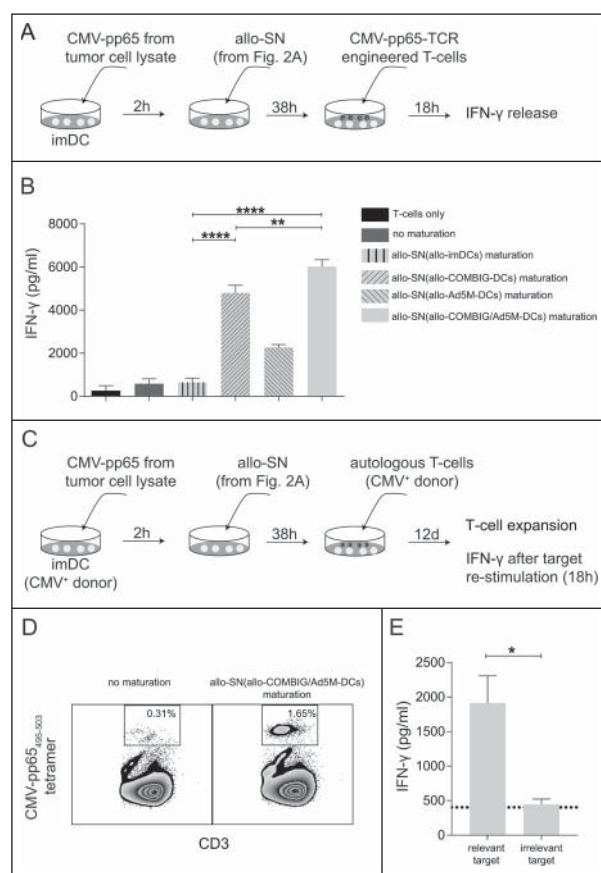 A
CMV-pp65 from
tumor cell lysate
allo-SN
(from Fig. 2A)
CMV-pp65-TCR
engineered T-cells
2h
38h
18h
IFN-γ release
imDC
B
IFN-γ (pg/ml)
8000
6000
4000
2000
0
****
**
****
T-cells only
no maturation
allo-SN(allo-imDCs) maturation
allo-SN(allo-COMBIG-DCs) maturation
allo-SN(allo-Ad5M-DCs) maturation
allo-SN(allo-COMBIG/Ad5M-DCs) maturation
C
CMV-pp65 from
tumor cell lysate
allo-SN
(from Fig. 2A)
autologous T-cells
(CMV⁺ donor)
2h
38h
12d
T-cell expansion
IFN-γ after target
re-stimulation (18h)
imDC
(CMV⁺ donor)
D
no maturation
allo-SN(allo-COMBIG/Ad5M-DCs)
maturation
0.31%
1.65%
CMV-pp65₄₉₅₋₅₀₃
tetramer
CD3
E
IFN-γ (pg/ml)
2500
2000
1500
1000
500
0
*
relevant
target
irrelevant
target